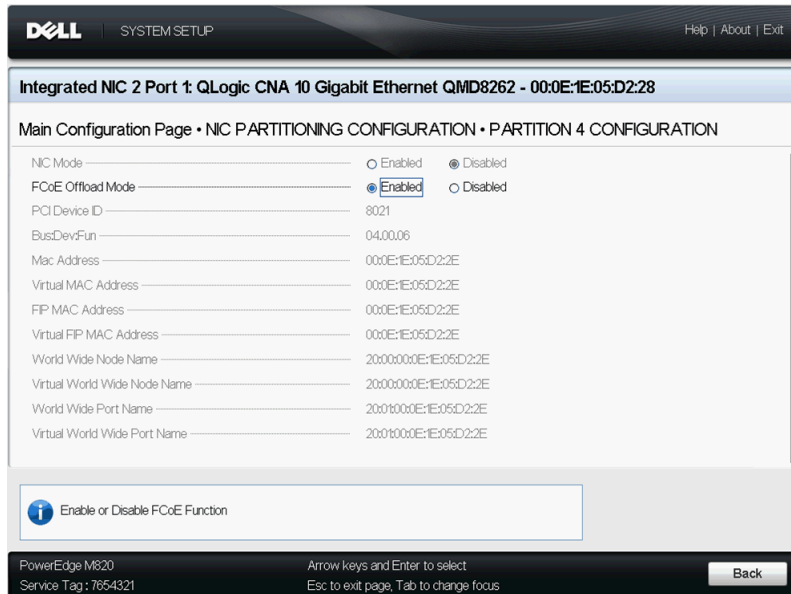 DELL SYSTEM SETUP Help | About | Exit
Integrated NIC 2 Port 1: QLogic CNA 10 Gigabit Ethernet QMD8262 - 00:0E:1E:05:D2:28
Main Configuration Page • NIC PARTITIONING CONFIGURATION • PARTITION 4 CONFIGURATION
NIC Mode Enabled Disabled
FCoE Offload Mode Enabled Disabled
PCI Device ID 8021
Bus:Dev:Fun 04:00:06
Mac Address 00:0E:1E:05:D2:2E
Virtual MAC Address 00:0E:1E:05:D2:2E
FIP MAC Address 00:0E:1E:05:D2:2E
Virtual FIP MAC Address 00:0E:1E:05:D2:2E
World Wide Node Name 20:00:00:0E:1E:05:D2:2E
Virtual World Wide Node Name 20:00:00:0E:1E:05:D2:2E
World Wide Port Name 20:01:00:0E:1E:05:D2:2E
Virtual World Wide Port Name 20:01:00:0E:1E:05:D2:2E
Enable or Disable FCoE Function
PowerEdge M820 Arrow keys and Enter to select
Service Tag : 7654321 Esc to exit page, Tab to change focus
Back